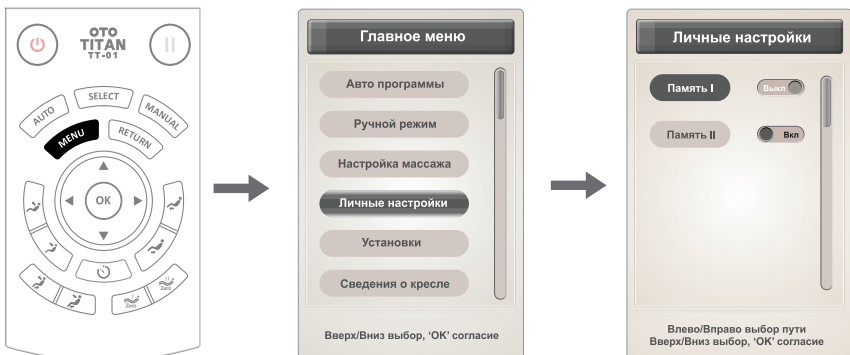 OTO
TITAN
TT-01
AUTO
SELECT
MANUAL
MENU
RETURN
OK
Zero
Zero
Главное меню
Авто программы
Ручной режим
Настройка массажа
Личные настройки
Установки
Сведения о кресле
Вверх/Вниз выбор, ‘OK’ согласие
Личные настройки
Память I Выкл
Память II Вкл
Влево/Вправо выбор пути
Вверх/Вниз выбор, ‘OK’ согласие